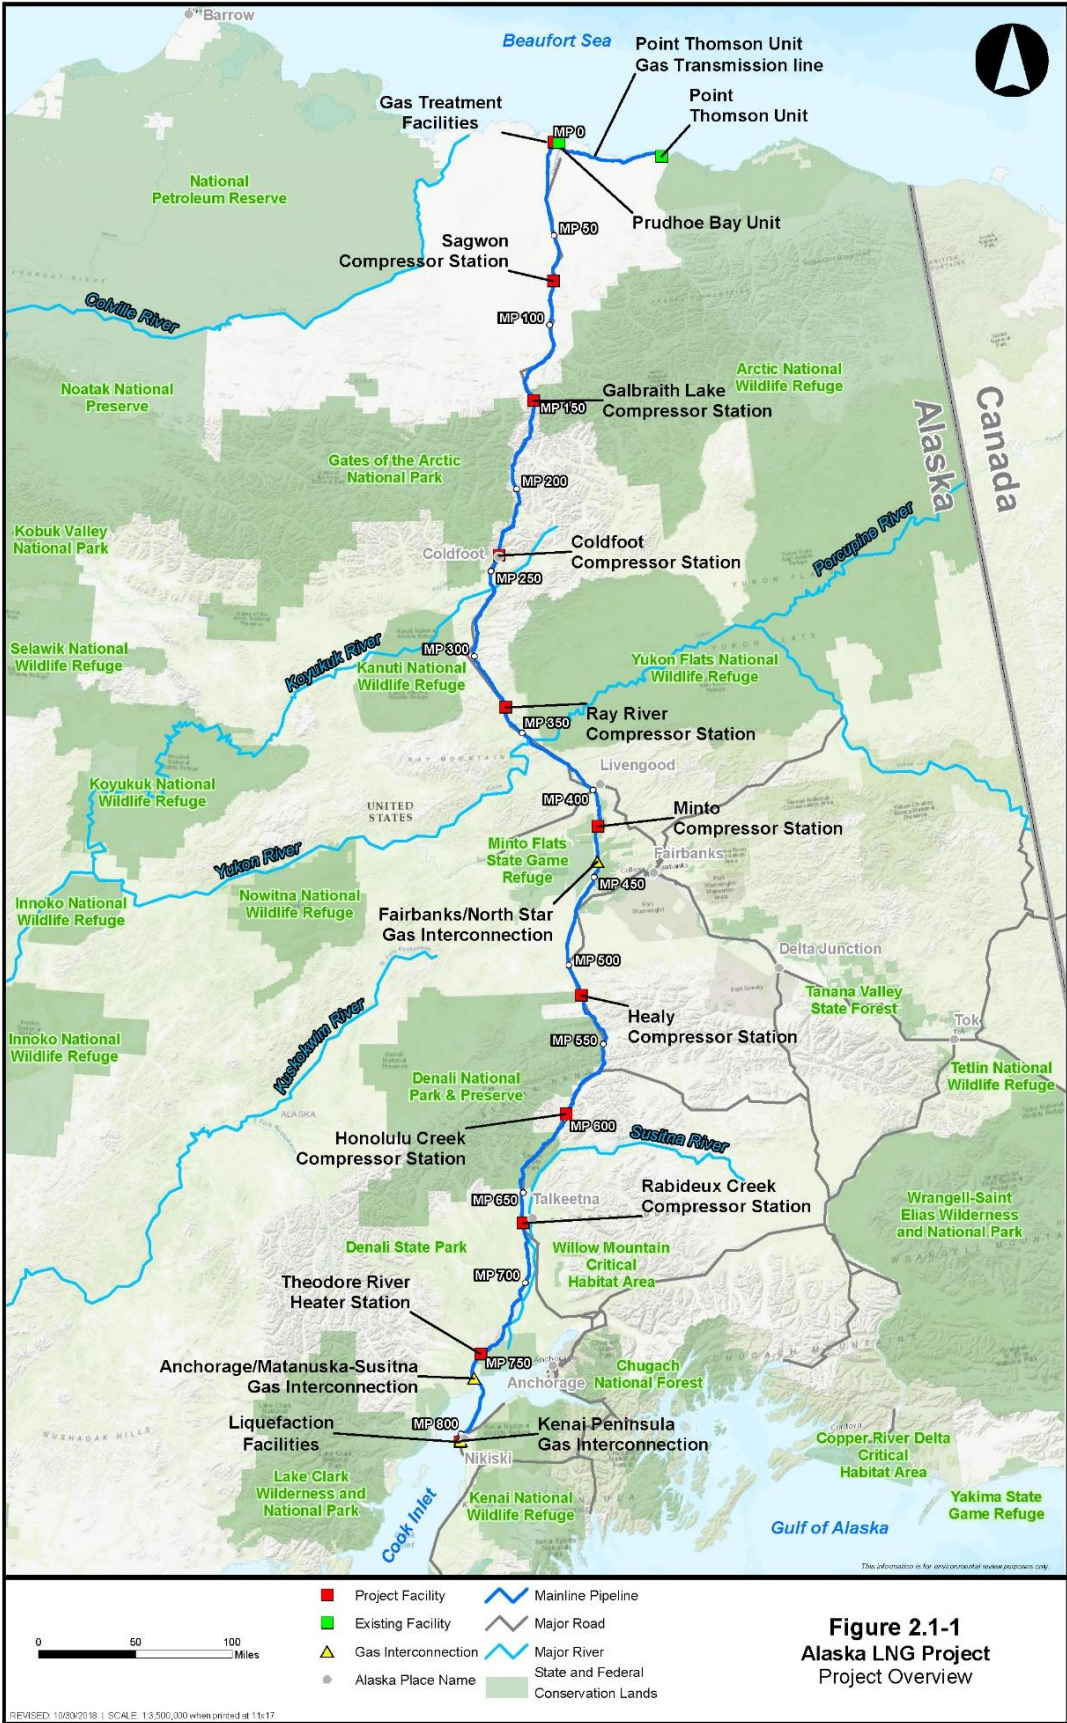 Barrow
Beaufort Sea
Point Thomson Unit
Gas Transmission line
Point
Thomson Unit
Gas Treatment
Facilities
MP 0
National
Petroleum Reserve
Prudhoe Bay Unit
MP 50
Sagwon
Compressor Station
Colville River
MP 100
Noatak National
Preserve
Arctic National
Wildlife Refuge
Galbraith Lake
Compressor Station
MP 150
Alaska
Canada
Gates of the Arctic
National Park
MP 200
Kobuk Valley
National Park
Coldfoot
Coldfoot
Compressor Station
Porcupine River
MP 250
Selawik National
Wildlife Refuge
Koyukuk River
MP 300
Kanuti National
Wildlife Refuge
Yukon Flats National
Wildlife Refuge
YUKON FLATS
Ray River
Compressor Station
MP 350
RAY MOUNTAINS
Livengood
Koyukuk National
Wildlife Refuge
UNITED
STATES
MP 400
Minto
Compressor Station
Minto Flats
State Game
Refuge
Fairbanks
Yukon River
MP 450
Innoko National
Wildlife Refuge
Nowitna National
Wildlife Refuge
Fairbanks/North Star
Gas Interconnection
Delta Junction
MP 500
Tanana Valley
State Forest
Healy
Compressor Station
Tok
Kuskokwim River
Innoko National
Wildlife Refuge
MP 550
Tetlin National
Wildlife Refuge
Denali National
Park & Preserve
ALASKA
MP 600
Honolulu Creek
Compressor Station
Susitna River
Rabideux Creek
Compressor Station
MP 650
Talkeetna
Wrangell-Saint
Elias Wilderness
and National Park
Denali State Park
Willow Mountain
Critical
Habitat Area
MP 700
Theodore River
Heater Station
MP 750
Anchorage
Anchorage
Anchorage/Matanuska-Susitna
Gas Interconnection
Chugach
National Forest
MP 800
Liquefaction
Facilities
Kenai Peninsula
Gas Interconnection
NUSHAGAK HILLS
Nikiski
Cordova
Copper River Delta
Critical
Habitat Area
Lake Clark
Wilderness and
National Park
Kenai National
Wildlife Refuge
Yakima State
Game Refuge
Cook Inlet
Gulf of Alaska
This information is for environmental review purposes only.
0 50 100
Miles
Project Facility
Existing Facility
Gas Interconnection
Alaska Place Name
Mainline Pipeline
Major Road
Major River
State and Federal
Conservation Lands
Figure 2.1-1
Alaska LNG Project
Project Overview
REVISED: 10/30/2018 | SCALE: 1:3,500,000 when printed at 11x17